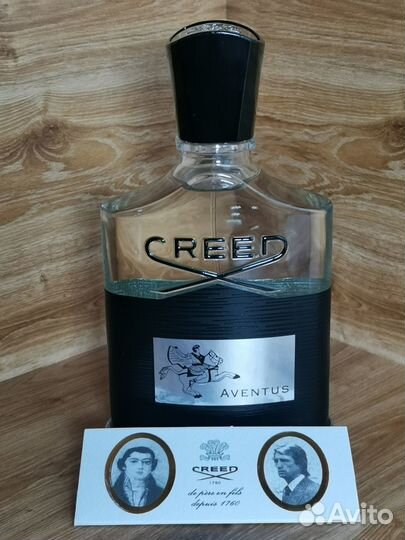 CREED
AVENTUS
CREED
1760
de père en fils
depuis 1760
Avito